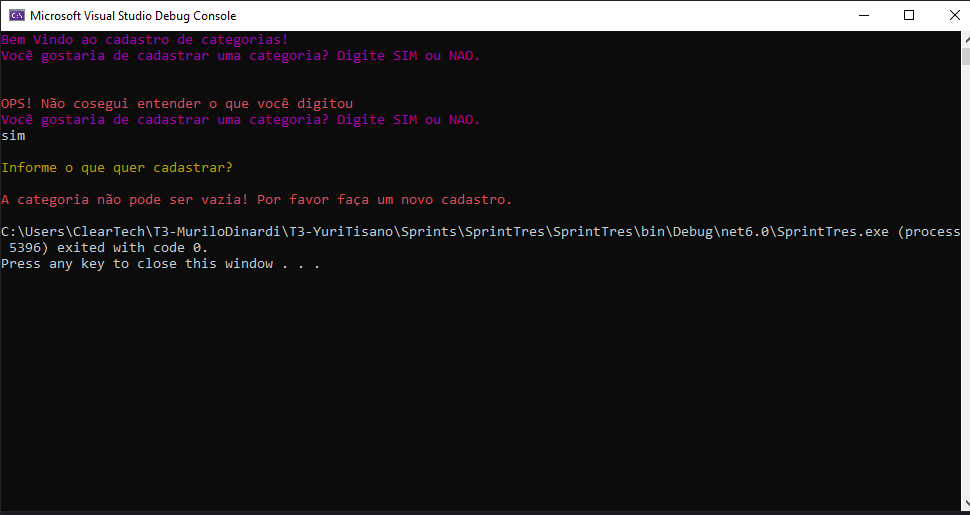 Microsoft Visual Studio Debug Console
Bem Vindo ao cadastro de categorias!
Você gostaria de cadastrar uma categoria? Digite SIM ou NAO.
OPS! Não cosegui entender o que você digitou
Você gostaria de cadastrar uma categoria? Digite SIM ou NAO.
sim
Informe o que quer cadastrar?
A categoria não pode ser vazia! Por favor faça um novo cadastro.
C:\Users\ClearTech\T3-MuriloDinardi\T3-YuriTisano\Sprints\SprintTres\SprintTres\bin\Debug\net6.0\SprintTres.exe (process
5396) exited with code 0.
Press any key to close this window . . .